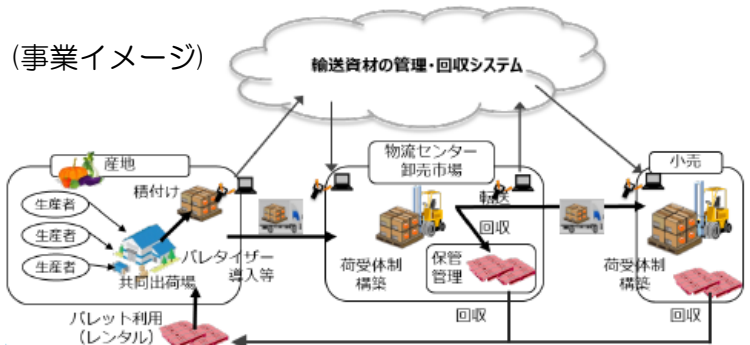 (事業イメージ)
輸送資材の管理・回収システム
産地
積付け
生産者
生産者
生産者
共同出荷場
パレタイザー
導入等
パレット利用
(レンタル)
物流センター
卸売市場
転送
回収
荷受体制
構築
保管
管理
回収
小売
荷受体制
構築
回収